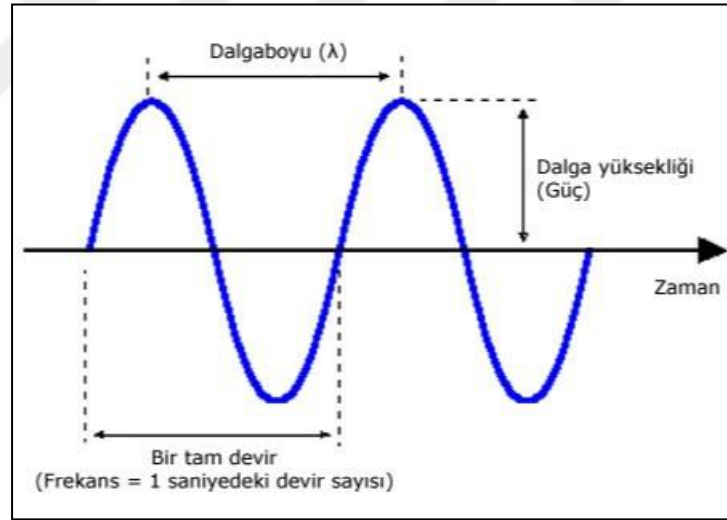 Dalgaboyu (λ)
Dalga yüksekliği
(Güç)
Zaman
Bir tam devir
(Frekans = 1 saniyedeki devir sayısı)